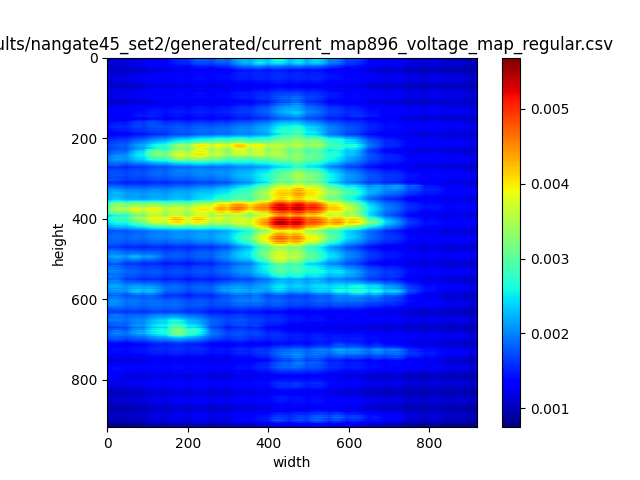 ults/nangate45_set2/generated/current_map896_voltage_map_regular.csv
0
200
400
600
800
height
0 200 400 600 800
width
0.005
0.004
0.003
0.002
0.001